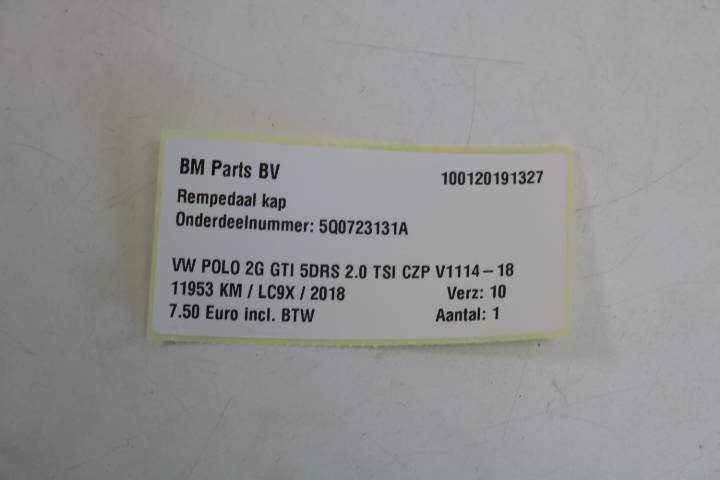 BM Parts BV 100120191327
Rempedaal kap
Onderdeelnummer: 5Q0723131A
VW POLO 2G GTI 5DRS 2.0 TSI CZP V1114-18
11953 KM / LC9X / 2018 Verz: 10
7.50 Euro incl. BTW Aantal: 1